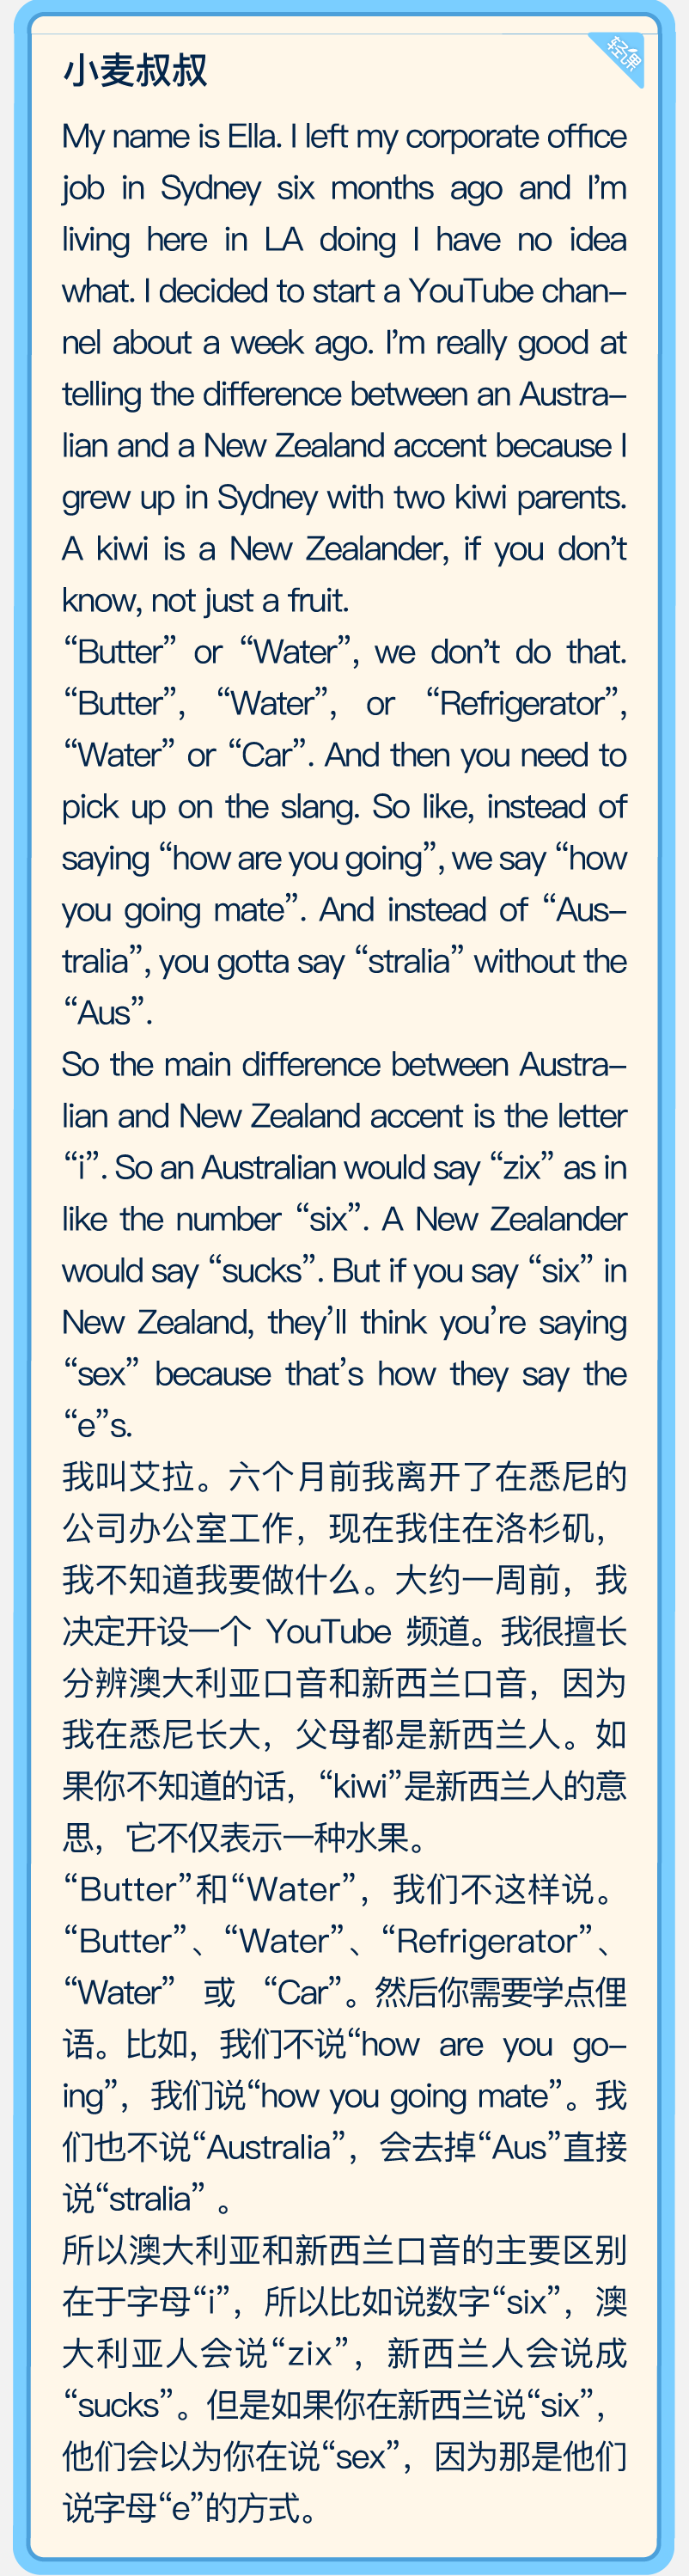 轻课
小麦叔叔
My name is Ella. I left my corporate office
job in Sydney six months ago and I'm
living here in LA doing I have no idea
what. I decided to start a YouTube chan–
nel about a week ago. I'm really good at
telling the difference between an Austra–
lian and a New Zealand accent because I
grew up in Sydney with two kiwi parents.
A kiwi is a New Zealander, if you don't
know, not just a fruit.
“Butter” or “Water”, we don't do that.
“Butter”, “Water”, or “Refrigerator”,
“Water” or “Car”. And then you need to
pick up on the slang. So like, instead of
saying “how are you going”, we say “how
you going mate”. And instead of “Aus–
tralia”, you gotta say “stralia” without the
“Aus”.
So the main difference between Austra–
lian and New Zealand accent is the letter
“i”. So an Australian would say “zix” as in
like the number “six”. A New Zealander
would say “sucks”. But if you say “six” in
New Zealand, they'll think you're saying
“sex” because that's how they say the
“e”s.
我叫艾拉。六个月前我离开了在悉尼的
公司办公室工作，现在我住在洛杉矶，
我不知道我要做什么。大约一周前，我
决定开设一个 YouTube 频道。我很擅长
分辨澳大利亚口音和新西兰口音，因为
我在悉尼长大，父母都是新西兰人。如
果你不知道的话，“kiwi”是新西兰人的意
思，它不仅表示一种水果。
“Butter”和“Water”，我们不这样说。
“Butter”、“Water”、“Refrigerator”、
“Water” 或 “Car”。然后你需要学点俚
语。比如，我们不说“how are you go–
ing”，我们说“how you going mate”。我
们也不说“Australia”，会去掉“Aus”直接
说“stralia” 。
所以澳大利亚和新西兰口音的主要区别
在于字母“i”，所以比如说数字“six”，澳
大利亚人会说“zix”，新西兰人会说成
“sucks”。但是如果你在新西兰说“six”，
他们会以为你在说“sex”，因为那是他们
说字母“e”的方式。